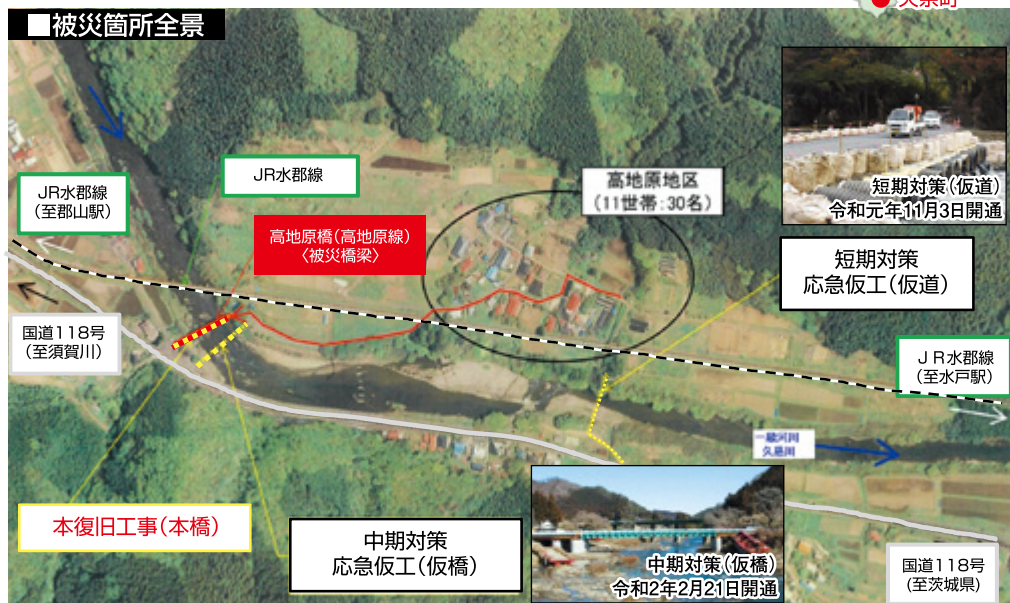 ■被災箇所全景
矢祭町
JR水郡線
(至郡山駅)
JR水郡線
高地原橋(高地原線)
〈被災橋梁〉
高地原地区
(11世帯:30名)
短期対策(仮道)
令和元年11月3日開通
短期対策
応急仮工(仮道)
国道118号
(至須賀川)
JR水郡線
(至水戸駅)
一級河川
久慈川
本復旧工事(本橋)
中期対策
応急仮工(仮橋)
中期対策(仮橋)
令和2年2月21日開通
国道118号
(至茨城県)